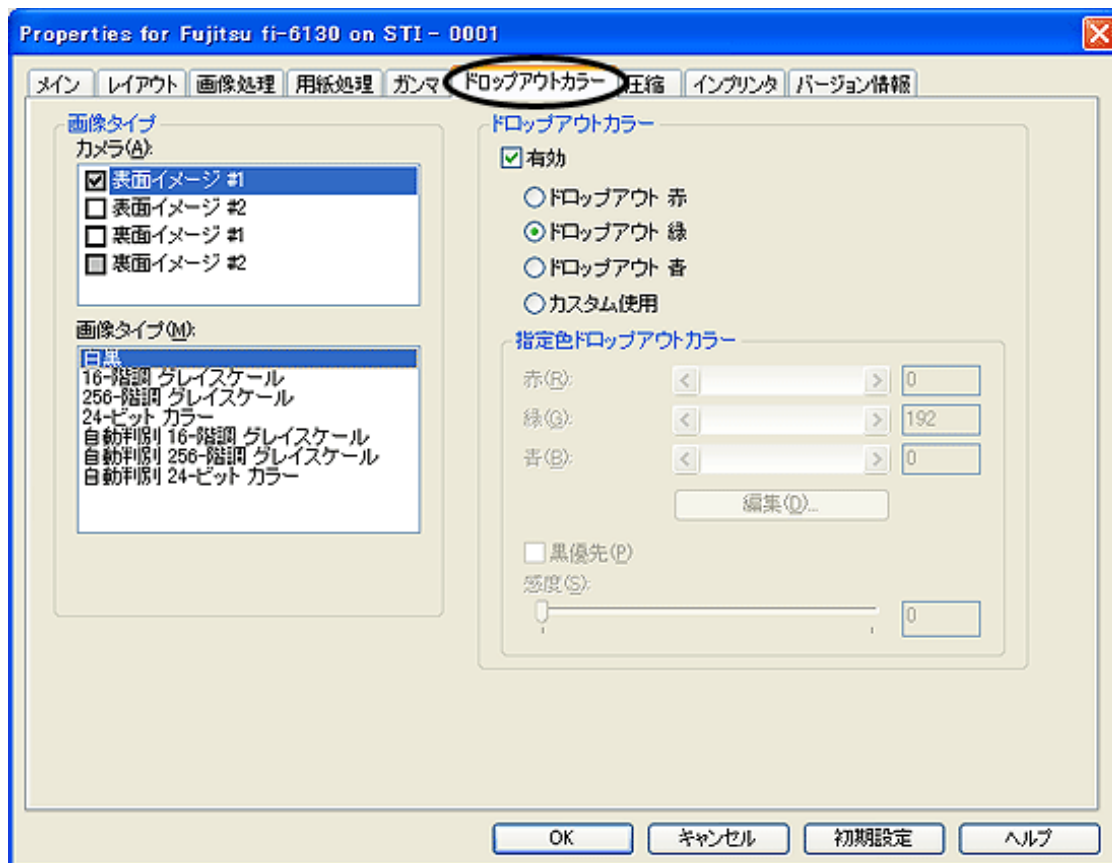 Properties for Fujitsu fi-6130 on STI - 0001
メイン レイアウト 画像処理 用紙処理 ガンマ ドロップアウトカラー 圧縮 インプリンタ バージョン情報
画像タイプ
カメラ(A):
表面イメージ #1
表面イメージ #2
裏面イメージ #1
裏面イメージ #2
画像タイプ(M):
白黒
16-階調 グレイスケール
256-階調 グレイスケール
24-ビット カラー
自動判別 16-階調 グレイスケール
自動判別 256-階調 グレイスケール
自動判別 24-ビット カラー
ドロップアウトカラー
有効
ドロップアウト 赤
ドロップアウト 緑
ドロップアウト 青
カスタム使用
指定色ドロップアウトカラー
赤(R): 0
緑(G): 192
青(B): 0
編集(D)...
黒優先(P)
感度(S):
0
OK キャンセル 初期設定 ヘルプ